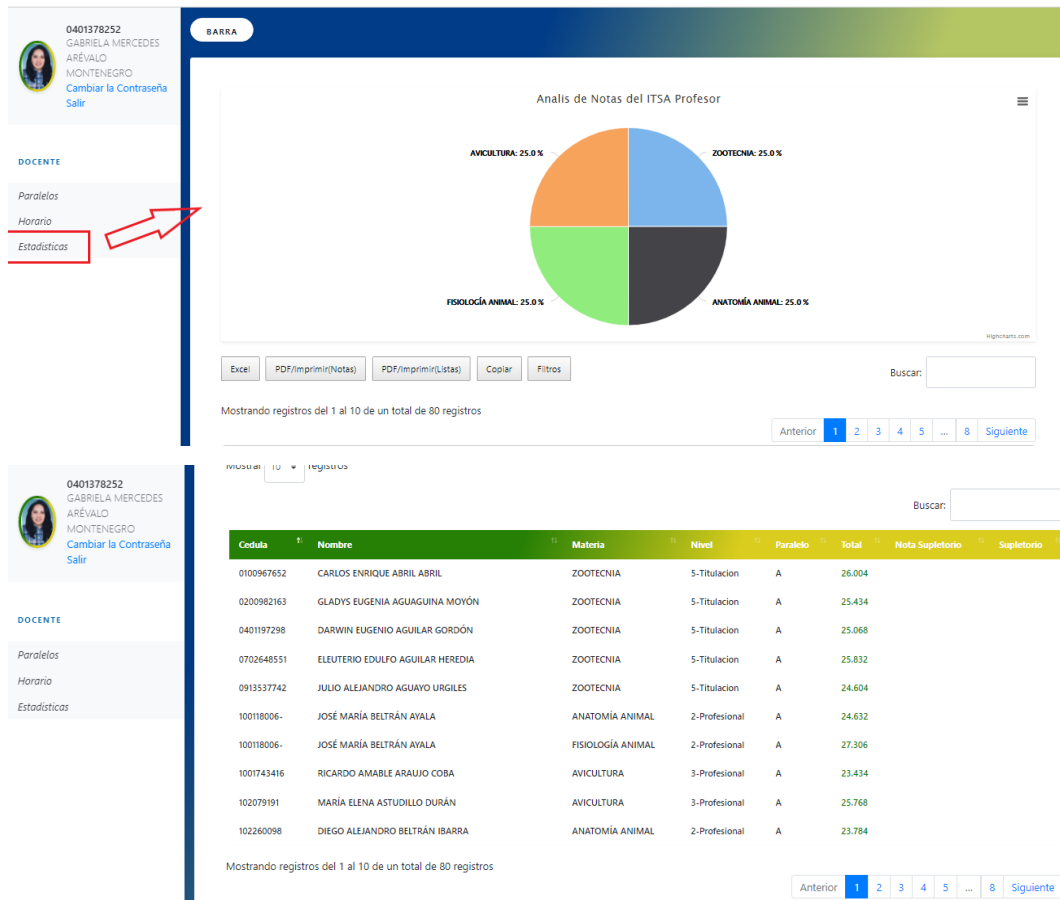 0401378252
GABRIELA MERCEDES
ARÉVALO
MONTENEGRO
Cambiar la Contraseña
Salir
DOCENTE
Paralelos
Horario
Estadisticas
BARRA
Analis de Notas del ITSA Profesor
AVICULTURA: 25.0 %
ZOOTECNIA: 25.0 %
FISIOLOGÍA ANIMAL: 25.0 %
ANATOMÍA ANIMAL: 25.0 %
Highcharts.com
Excel PDF/Imprimir(Notas) PDF/Imprimir(Listas) Copiar Filtros
Buscar:
Mostrando registros del 1 al 10 de un total de 80 registros
Anterior 1 2 3 4 5 ... 8 Siguiente
0401378252
GABRIELA MERCEDES
ARÉVALO
MONTENEGRO
Cambiar la Contraseña
Salir
DOCENTE
Paralelos
Horario
Estadisticas
Mostrar 10 registros
Buscar:
Cedula Nombre Materia Nivel Paralelo Total Nota Supletorio Supletorio
0100967652 CARLOS ENRIQUE ABRIL ABRIL ZOOTECNIA 5-Titulacion A 26.004
0200982163 GLADYS EUGENIA AGUAGUINA MOYÓN ZOOTECNIA 5-Titulacion A 25.434
0401197298 DARWIN EUGENIO AGUILAR GORDÓN ZOOTECNIA 5-Titulacion A 25.068
0702648551 ELEUTERIO EDULFO AGUILAR HEREDIA ZOOTECNIA 5-Titulacion A 25.832
0913537742 JULIO ALEJANDRO AGUAYO URGILES ZOOTECNIA 5-Titulacion A 24.604
100118006- JOSÉ MARÍA BELTRÁN AYALA ANATOMÍA ANIMAL 2-Profesional A 24.632
100118006- JOSÉ MARÍA BELTRÁN AYALA FISIOLOGÍA ANIMAL 2-Profesional A 27.306
1001743416 RICARDO AMABLE ARAUJO COBA AVICULTURA 3-Profesional A 23.434
102079191 MARÍA ELENA ASTUDILLO DURÁN AVICULTURA 3-Profesional A 25.768
102260098 DIEGO ALEJANDRO BELTRÁN IBARRA ANATOMÍA ANIMAL 2-Profesional A 23.784
Mostrando registros del 1 al 10 de un total de 80 registros
Anterior 1 2 3 4 5 ... 8 Siguiente